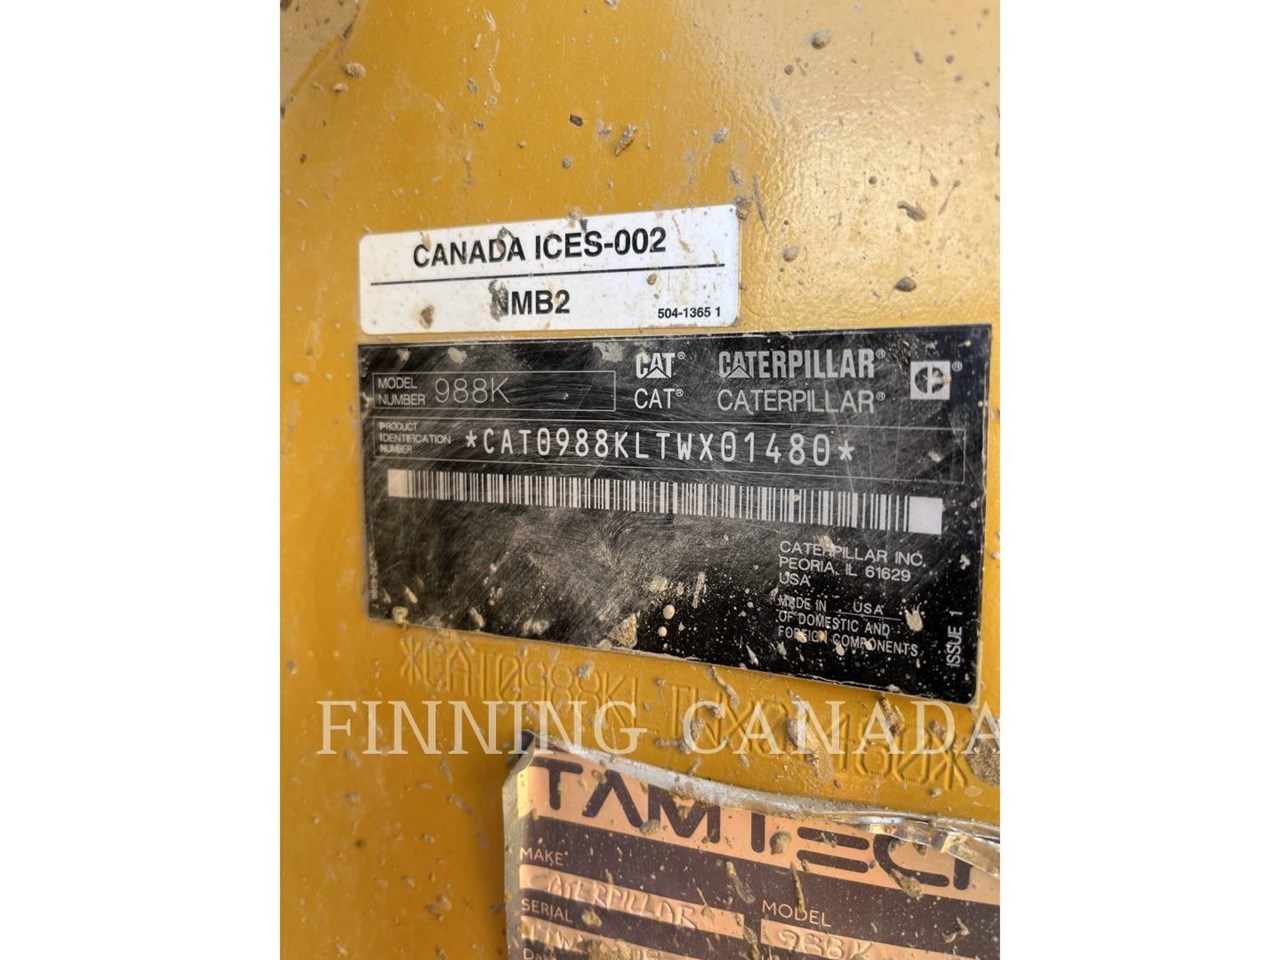 CANADA ICES-002
NMB2
504-1365 1
MODEL NUMBER 988K
CAT® CATERPILLAR®
CAT® CATERPILLAR®
PRODUCT IDENTIFICATION NUMBER *CAT0988KLTWX01480*
CATERPILLAR INC.
PEORIA, IL 61629
USA
MADE IN USA
OF DOMESTIC AND
FOREIGN COMPONENTS
ISSUE 1
*CAT0988KLTWX01480*
FINNING CANADA
TAMTECH
MAKE
CATERPILLAR
SERIAL
MODEL
988K